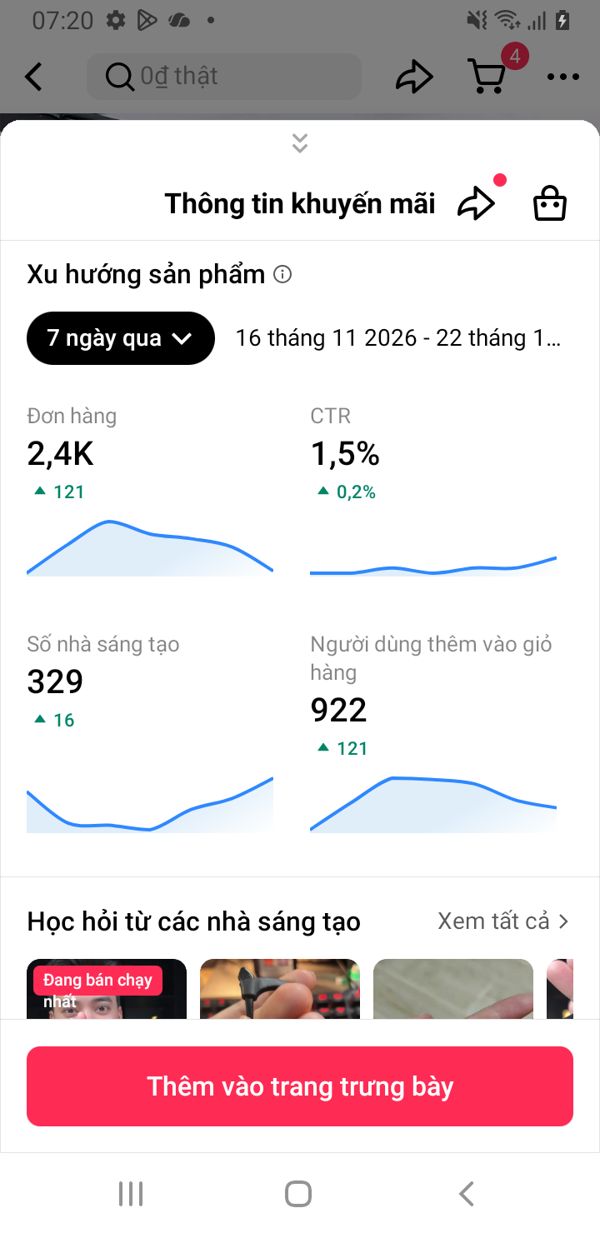 07:20
0₫ thật
4
Thông tin khuyến mãi
Xu hướng sản phẩm
7 ngày qua
16 tháng 11 2026 - 22 tháng 1...
Đơn hàng
2,4K
121
CTR
1,5%
0,2%
Số nhà sáng tạo
329
16
Người dùng thêm vào giỏ
hàng
922
121
Học hỏi từ các nhà sáng tạo
Xem tất cả
Đang bán chạy
nhất
Thêm vào trang trưng bày